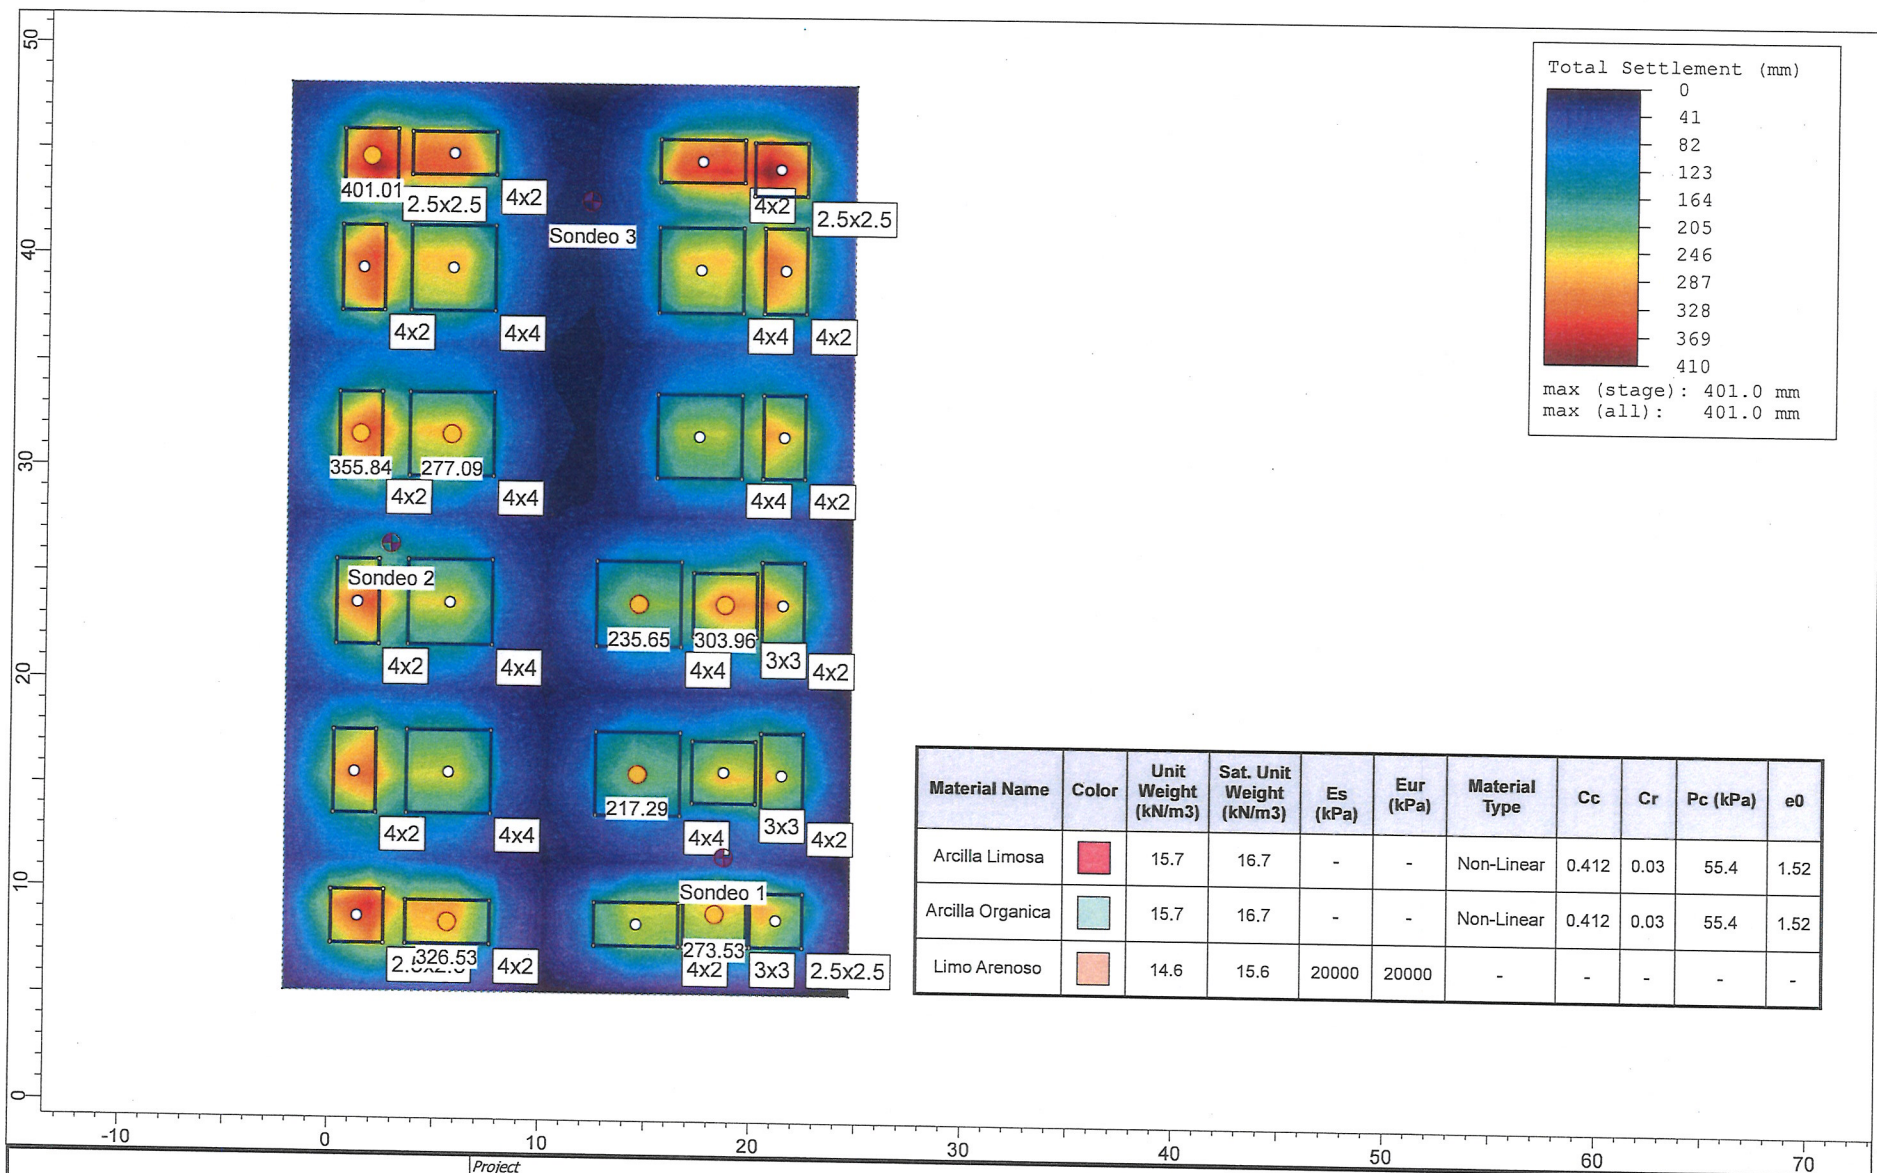 50
40
30
20
10
0
-10
0
10
20
30
40
50
60
70
Total Settlement (mm)
0
41
82
123
164
205
246
287
328
369
410
max (stage): 401.0 mm
max (all): 401.0 mm
401.01
2.5x2.5
4x2
Sondeo 3
4x2
2.5x2.5
4x2
4x4
4x4
4x2
355.84
277.09
4x2
4x4
4x4
4x2
Sondeo 2
4x2
4x4
235.65
303.96
4x4
3x3
4x2
4x2
4x4
217.29
4x4
3x3
4x2
Sondeo 1
326.53
4x2
273.53
4x2
3x3
2.5x2.5
Material Name Color Unit Weight (kN/m3) Sat. Unit Weight (kN/m3) Es (kPa) Eur (kPa) Material Type Cc Cr Pc (kPa) e0
Arcilla Limosa 15.7 16.7 - - Non-Linear 0.412 0.03 55.4 1.52
Arcilla Organica 15.7 16.7 - - Non-Linear 0.412 0.03 55.4 1.52
Limo Arenoso 14.6 15.6 20000 20000 - - - - -
Project